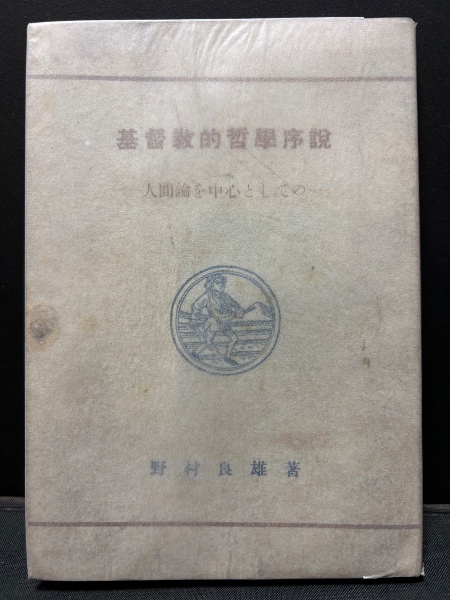 基督教的哲學序說
―人間論を中心としての―
野村良雄著